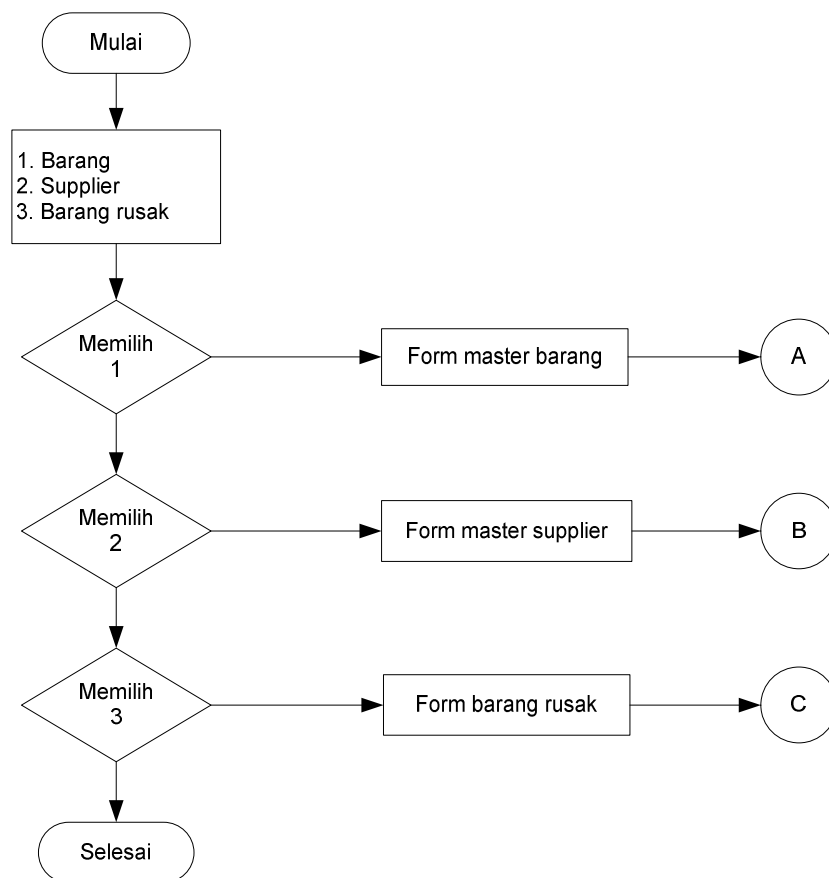 Mulai
1. Barang
2. Supplier
3. Barang rusak
Memilih
1
Form master barang
A
Memilih
2
Form master supplier
B
Memilih
3
Form barang rusak
C
Selesai